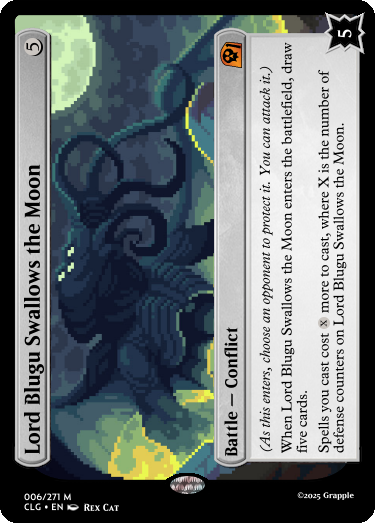 Lord Blugu Swallows the Moon
5
Battle — Conflict
(As this enters, choose an opponent to protect it. You can attack it.)
When Lord Blugu Swallows the Moon enters the battlefield, draw
five cards.
Spells you cast cost X more to cast, where X is the number of
defense counters on Lord Blugu Swallows the Moon.
5
006/271 M
CLG • EN REX CAT
©2025 Grapple